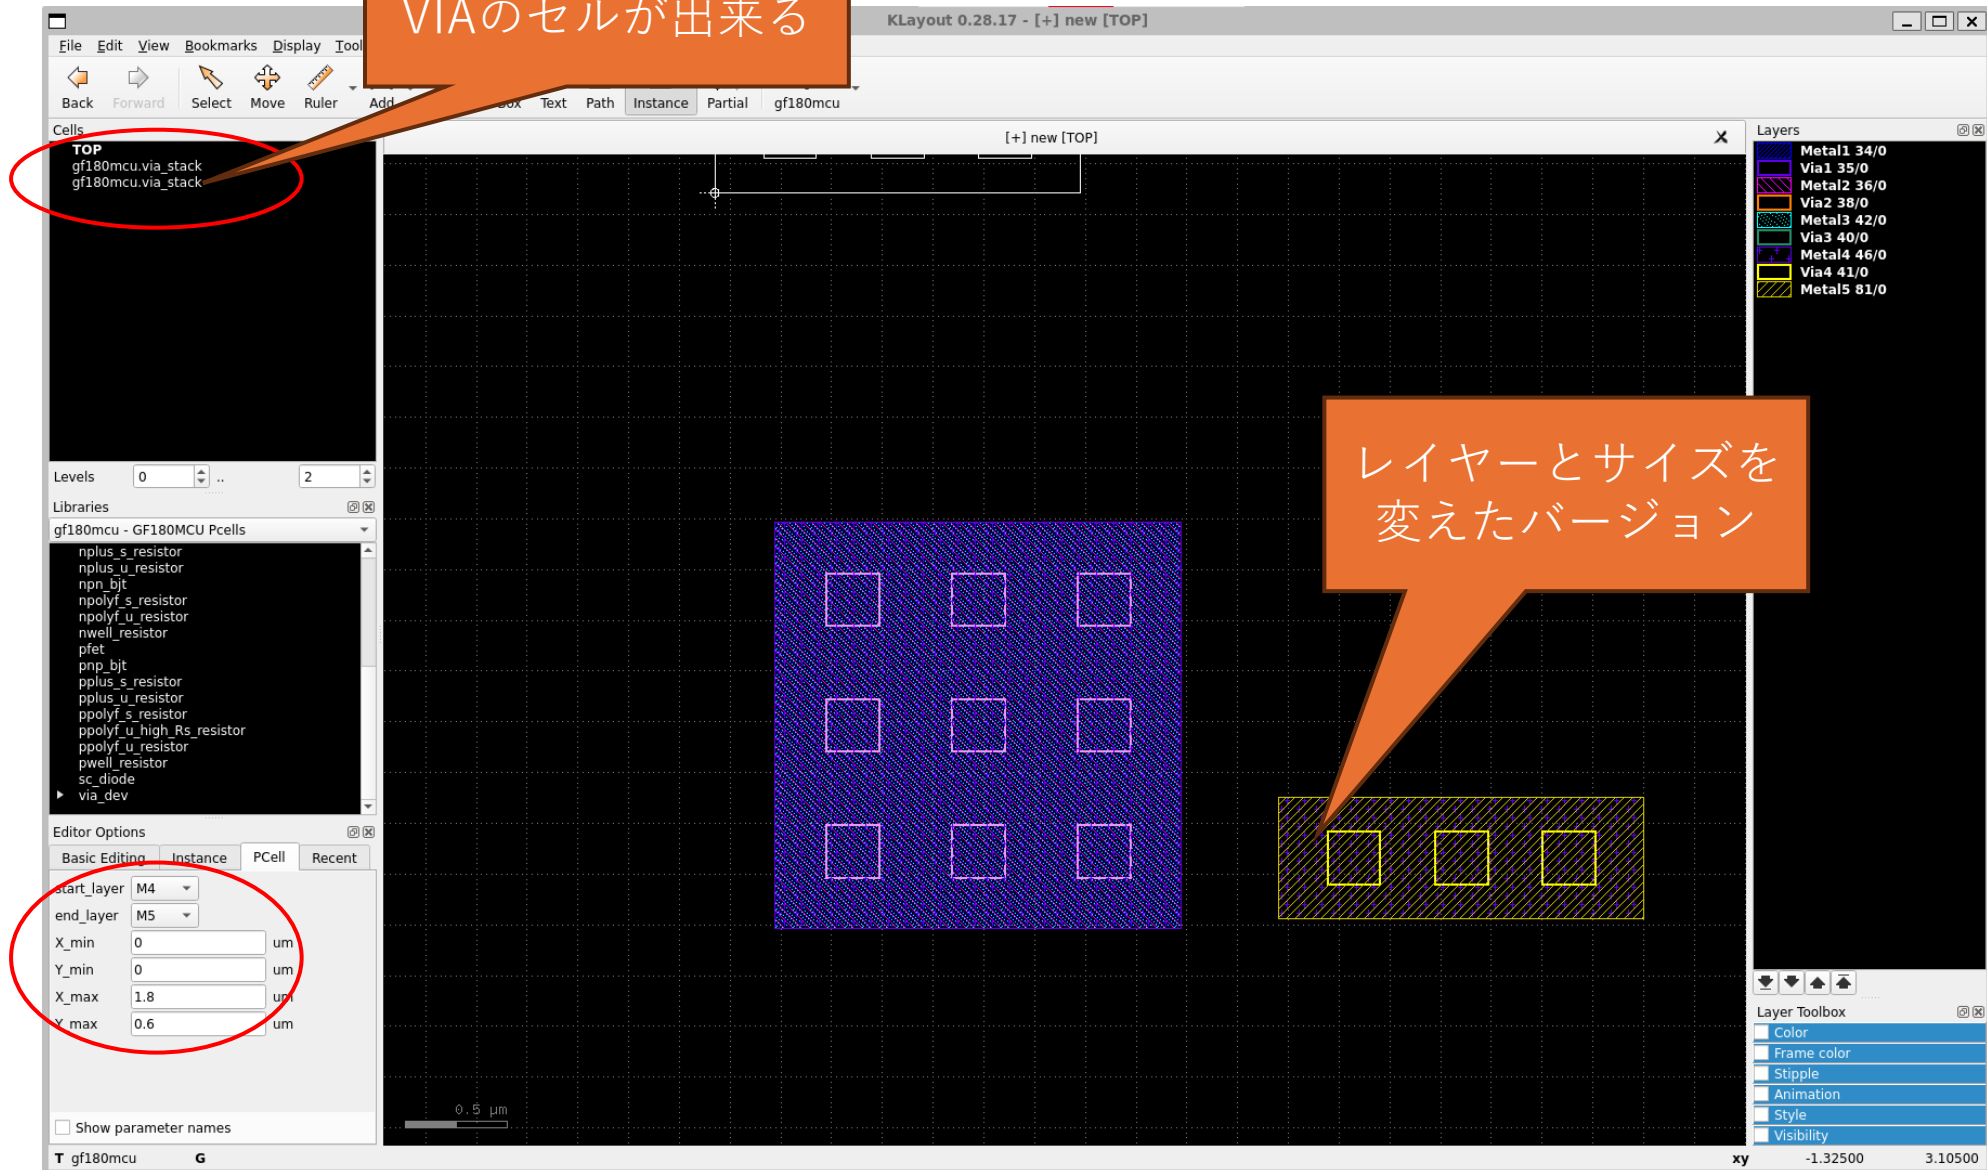 VIAのセルが出来る
KLayout 0.28.17 - [+] new [TOP]
File Edit View Bookmarks Display
Back Forward Select Move Ruler Add Text Path Instance Partial gf180mcu
Cells
TOP
gf180mcu.via_stack
gf180mcu.via_stack
Levels 0 .. 2
Libraries
gf180mcu - GF180MCU Pcells
nplus_s_resistor
nplus_u_resistor
npn_bjt
npolyf_s_resistor
npolyf_u_resistor
nwell_resistor
pfet
pnp_bjt
pplus_s_resistor
pplus_u_resistor
ppolyf_s_resistor
ppolyf_u_high_Rs_resistor
ppolyf_u_resistor
pwell_resistor
sc_diode
via_dev
Editor Options
Basic Editing Instance PCell Recent
start_layer M4
end_layer M5
X_min 0 um
Y_min 0 um
X_max 1.8 um
Y_max 0.6 um
Show parameter names
T gf180mcu G
[+] new [TOP]
レイヤーとサイズを
変えたバージョン
0.5 μm
Layers
Metal1 34/0
Via1 35/0
Metal2 36/0
Via2 38/0
Metal3 42/0
Via3 40/0
Metal4 46/0
Via4 41/0
Metal5 81/0
Layer Toolbox
Color
Frame color
Stipple
Animation
Style
Visibility
xy -1.32500 3.10500